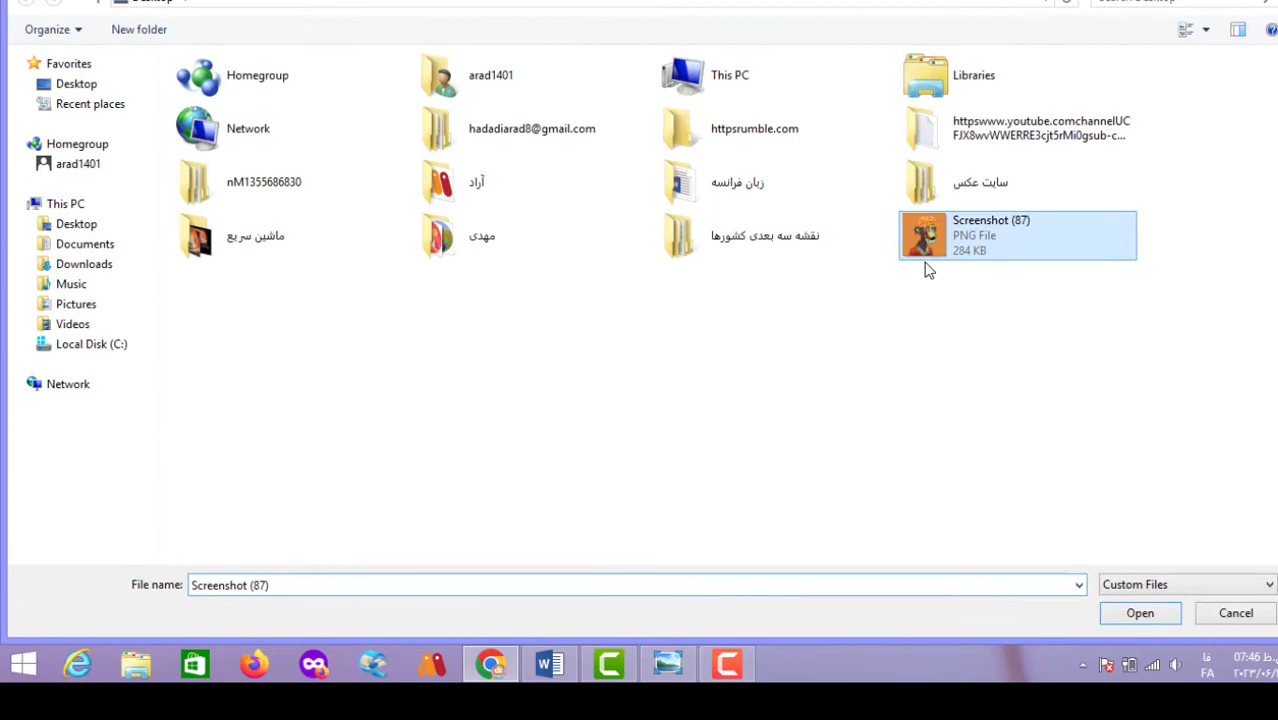 Desktop
Organize
New folder
Favorites
Desktop
Recent places
Homegroup
arad1401
This PC
Desktop
Documents
Downloads
Music
Pictures
Videos
Local Disk (C:)
Network
Homegroup
arad1401
This PC
Libraries
Network
hadadiarad8@gmail.com
httpsrumble.com
httpswww.youtube.comchannelUC
FJX8wvWWERRE3cjt5rMi0gsub-c...
nM1355686830
آراد
زبان فرانسه
سایت عکس
ماشین سریع
مهدی
نقشه سه بعدی کشورها
Screenshot (87)
PNG File
284 KB
File name:
Screenshot (87)
Custom Files
Open
Cancel
فا
FA
07:46 ظ